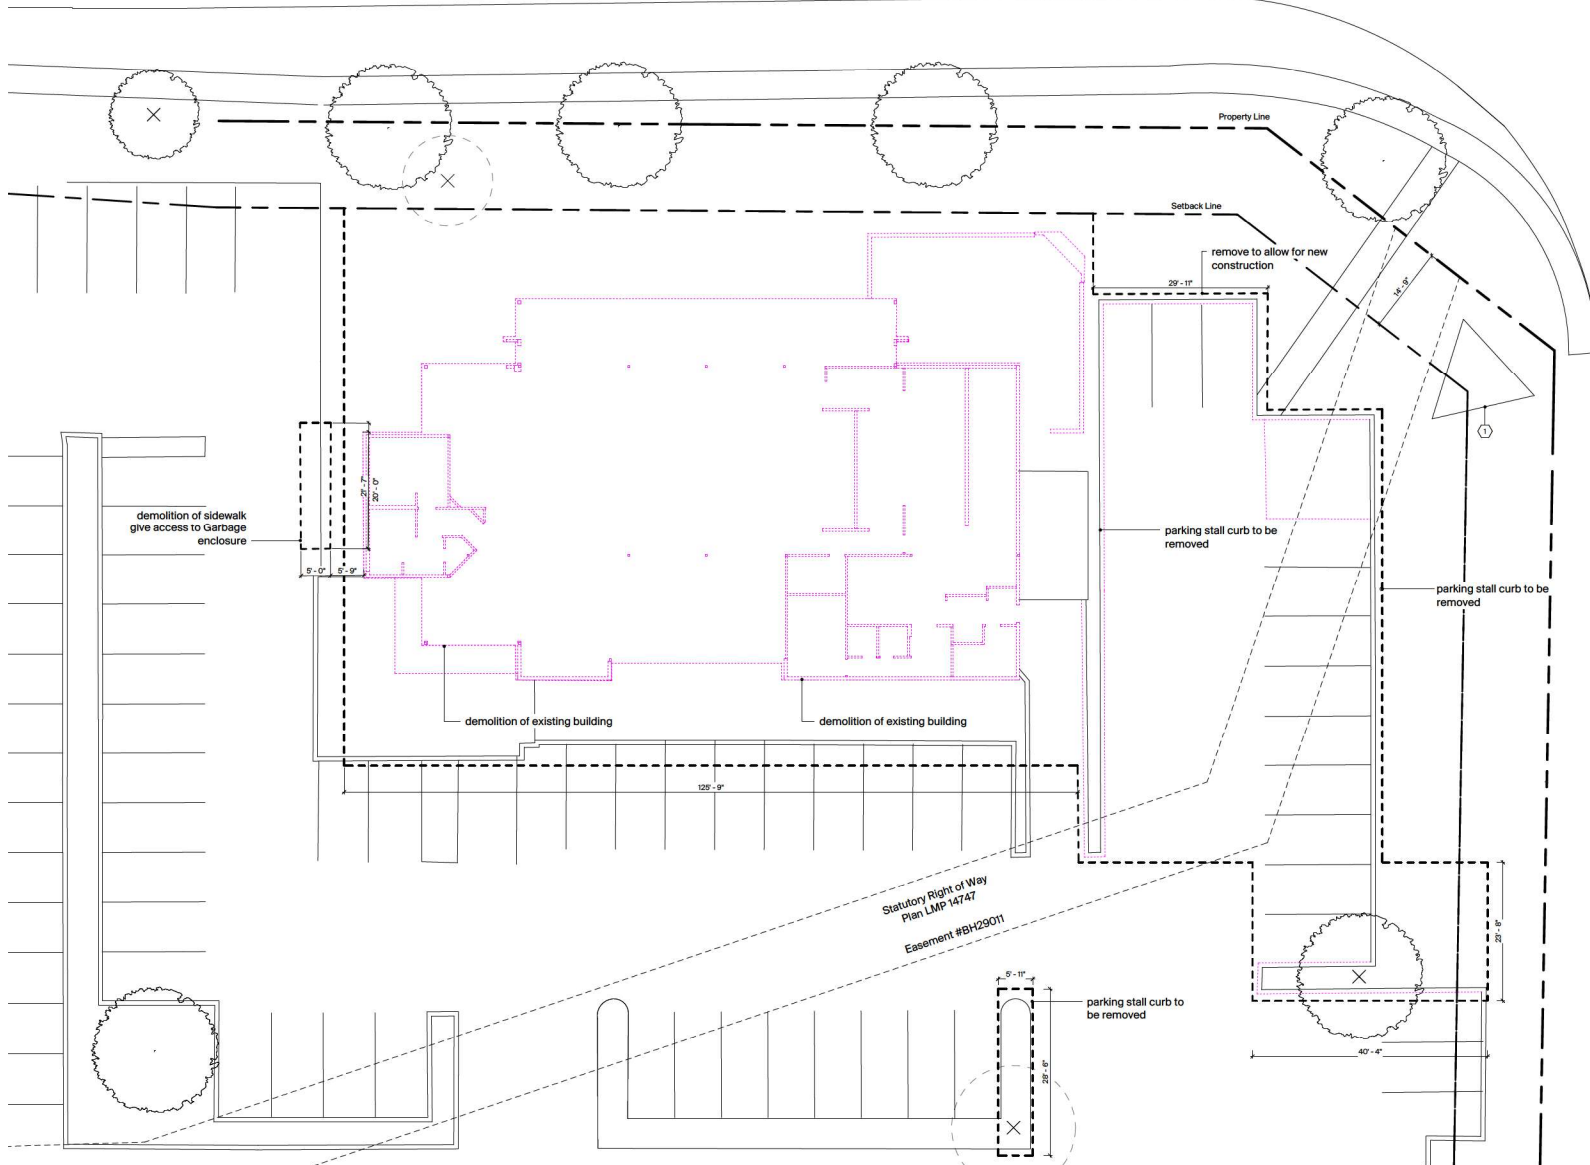 Property Line
Setback Line
remove to allow for new
construction
29' - 11"
14' - 9"
1
21' - 7"
20' - 0"
demolition of sidewalk
give access to Garbage
enclosure
5' - 0"
5' - 9"
parking stall curb to be
removed
parking stall curb to be
removed
demolition of existing building
demolition of existing building
125' - 9"
Statutory Right of Way
Plan LMP 14747
Easement #BH29011
23' - 8"
5' - 11"
parking stall curb to
be removed
28' - 6"
40' - 4"